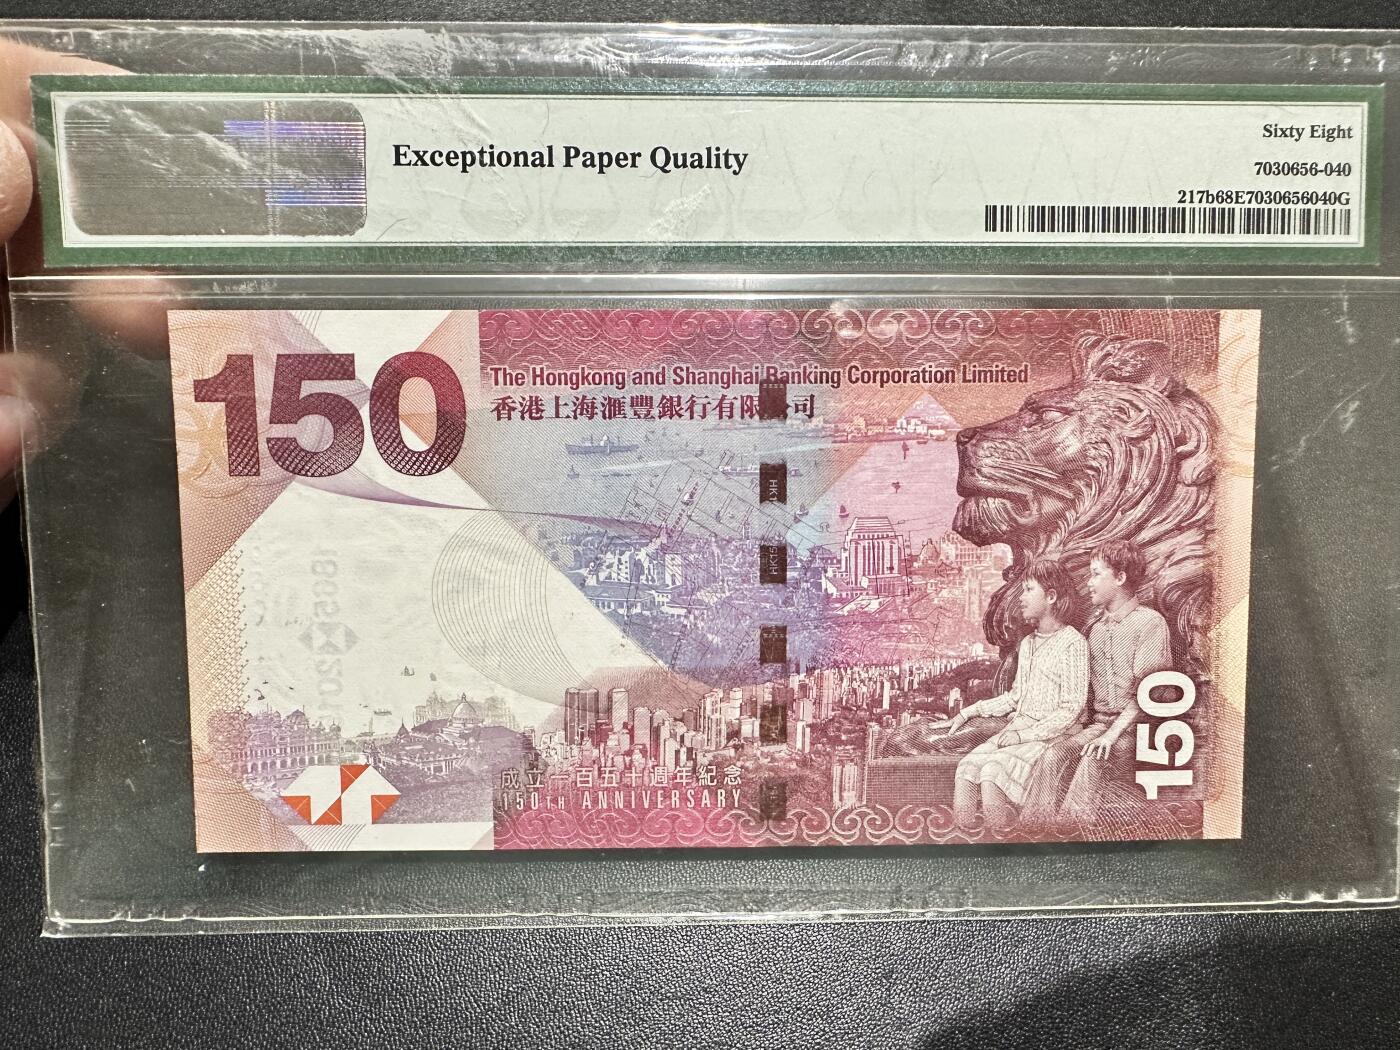 Exceptional Paper Quality
Sixty Eight
7030656-040
217b68E7030656040G
150
The Hongkong and Shanghai Banking Corporation Limited
香港上海滙豐銀行有限公司
成立一百五十週年紀念
150TH ANNIVERSARY
150